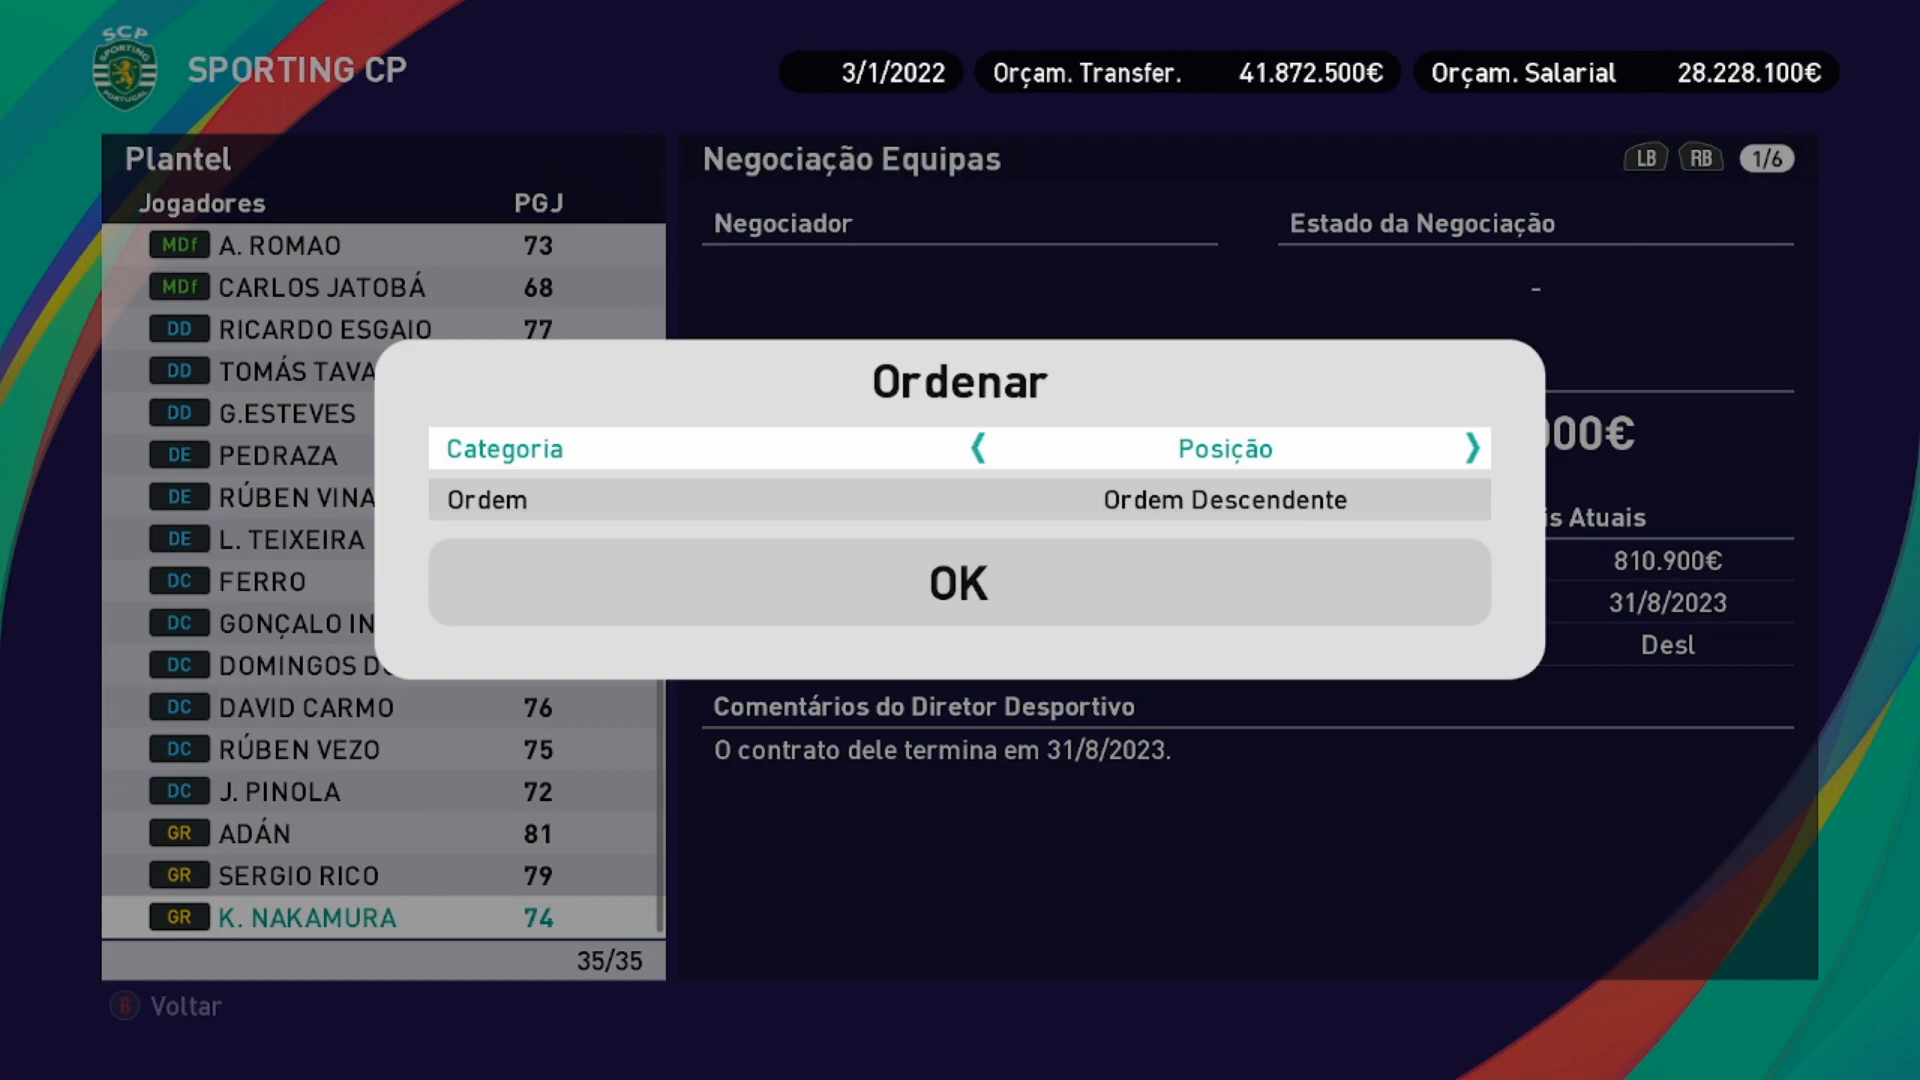 SCP
SPORTING
PORTUGAL
SPORTING CP
3/1/2022
Orçam. Transfer. 41.872.500€
Orçam. Salarial 28.228.100€
Plantel
Jogadores PGJ
MDf A. ROMAO 73
MDf CARLOS JATOBÁ 68
DD RICARDO ESGAIO 77
DD TOMÁS TAVA
DD G.ESTEVES
DE PEDRAZA
DE RÚBEN VINA
DE L. TEIXEIRA
DC FERRO
DC GONÇALO IN
DC DOMINGOS D
DC DAVID CARMO 76
DC RÚBEN VEZO 75
DC J. PINOLA 72
GR ADÁN 81
GR SERGIO RICO 79
GR K. NAKAMURA 74
35/35
Negociação Equipas
LB RB 1/6
Negociador
Estado da Negociação
-
000€
is Atuais
810.900€
31/8/2023
Desl
Ordenar
Categoria Posição
Ordem Ordem Descendente
OK
Comentários do Diretor Desportivo
O contrato dele termina em 31/8/2023.
B Voltar